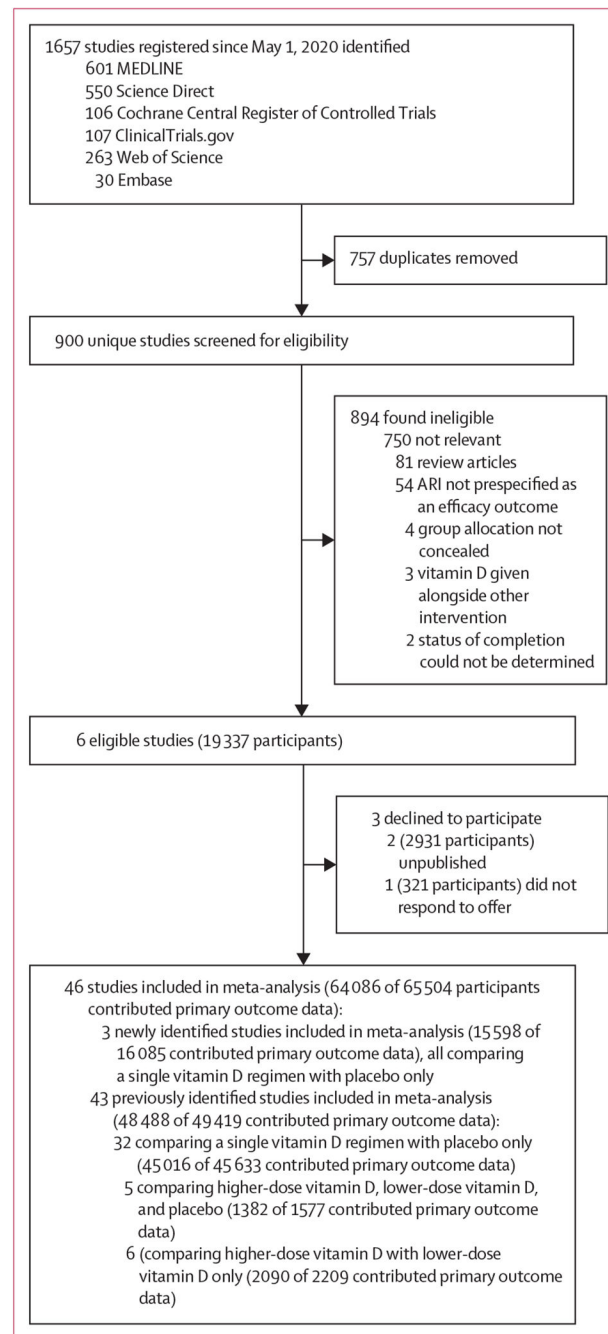 1657 studies registered since May 1, 2020 identified
601 MEDLINE
550 Science Direct
106 Cochrane Central Register of Controlled Trials
107 ClinicalTrials.gov
263 Web of Science
30 Embase
757 duplicates removed
900 unique studies screened for eligibility
894 found ineligible
750 not relevant
81 review articles
54 ARI not prespecified as
an efficacy outcome
4 group allocation not
concealed
3 vitamin D given
alongside other
intervention
2 status of completion
could not be determined
6 eligible studies (19 337 participants)
3 declined to participate
2 (2931 participants)
unpublished
1 (321 participants) did not
respond to offer
46 studies included in meta-analysis (64 086 of 65 504 participants
contributed primary outcome data):
3 newly identified studies included in meta-analysis (15 598 of
16 085 contributed primary outcome data), all comparing
a single vitamin D regimen with placebo only
43 previously identified studies included in meta-analysis
(48 488 of 49 419 contributed primary outcome data):
32 comparing a single vitamin D regimen with placebo only
(45 016 of 45 633 contributed primary outcome data)
5 comparing higher-dose vitamin D, lower-dose vitamin D,
and placebo (1382 of 1577 contributed primary outcome
data)
6 (comparing higher-dose vitamin D with lower-dose
vitamin D only (2090 of 2209 contributed primary outcome
data)